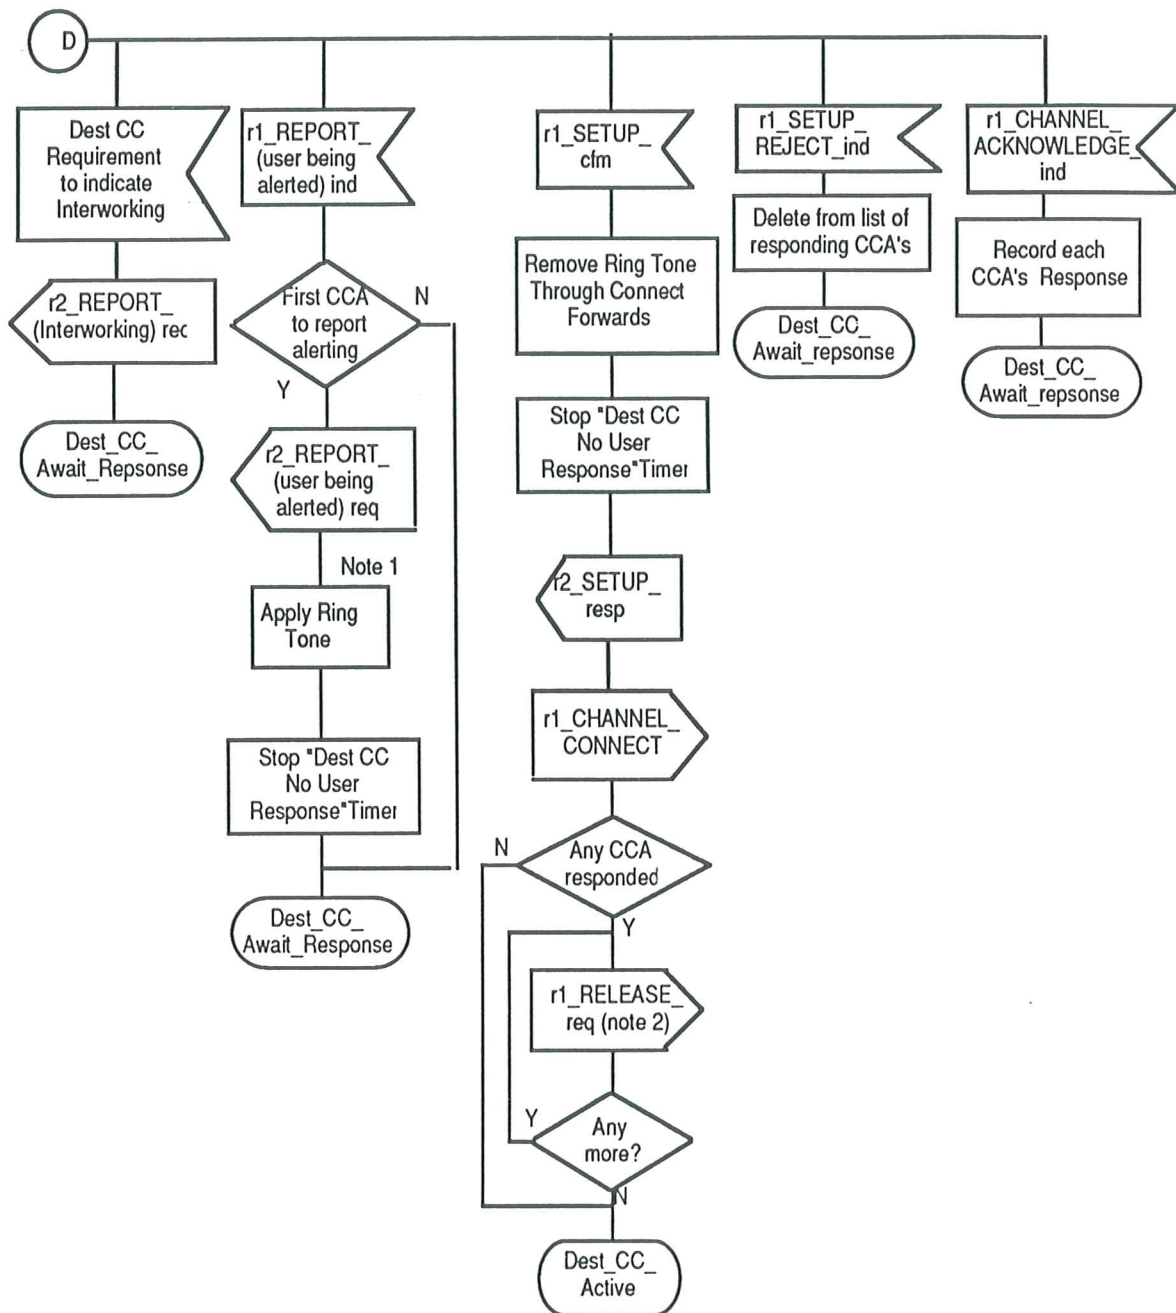 D
Dest CC
Requirement
to indicate
Interworking
r2_REPORT_
(Interworking) rec
Dest_CC_
Await_Repsonse
r1_REPORT_
(user being
alerted) ind
First CCA
to report
alerting
N
Y
r2_REPORT_
(user being
alerted) req
Note 1
Apply Ring
Tone
Stop "Dest CC
No User
Response"Timer
Dest_CC_
Await_Response
r1_SETUP_
cfm
Remove Ring Tone
Through Connect
Forwards
Stop "Dest CC
No User
Response"Timer
r2_SETUP_
resp
r1_CHANNEL_
CONNECT
Any CCA
responded
N
Y
r1_RELEASE_
req (note 2)
Any
more?
Y
N
Dest_CC_
Active
r1_SETUP_
REJECT_ind
Delete from list of
responding CCA's
Dest_CC_
Await_repsonse
r1_CHANNEL_
ACKNOWLEDGE_
ind
Record each
CCA's Response
Dest_CC_
Await_repsonse